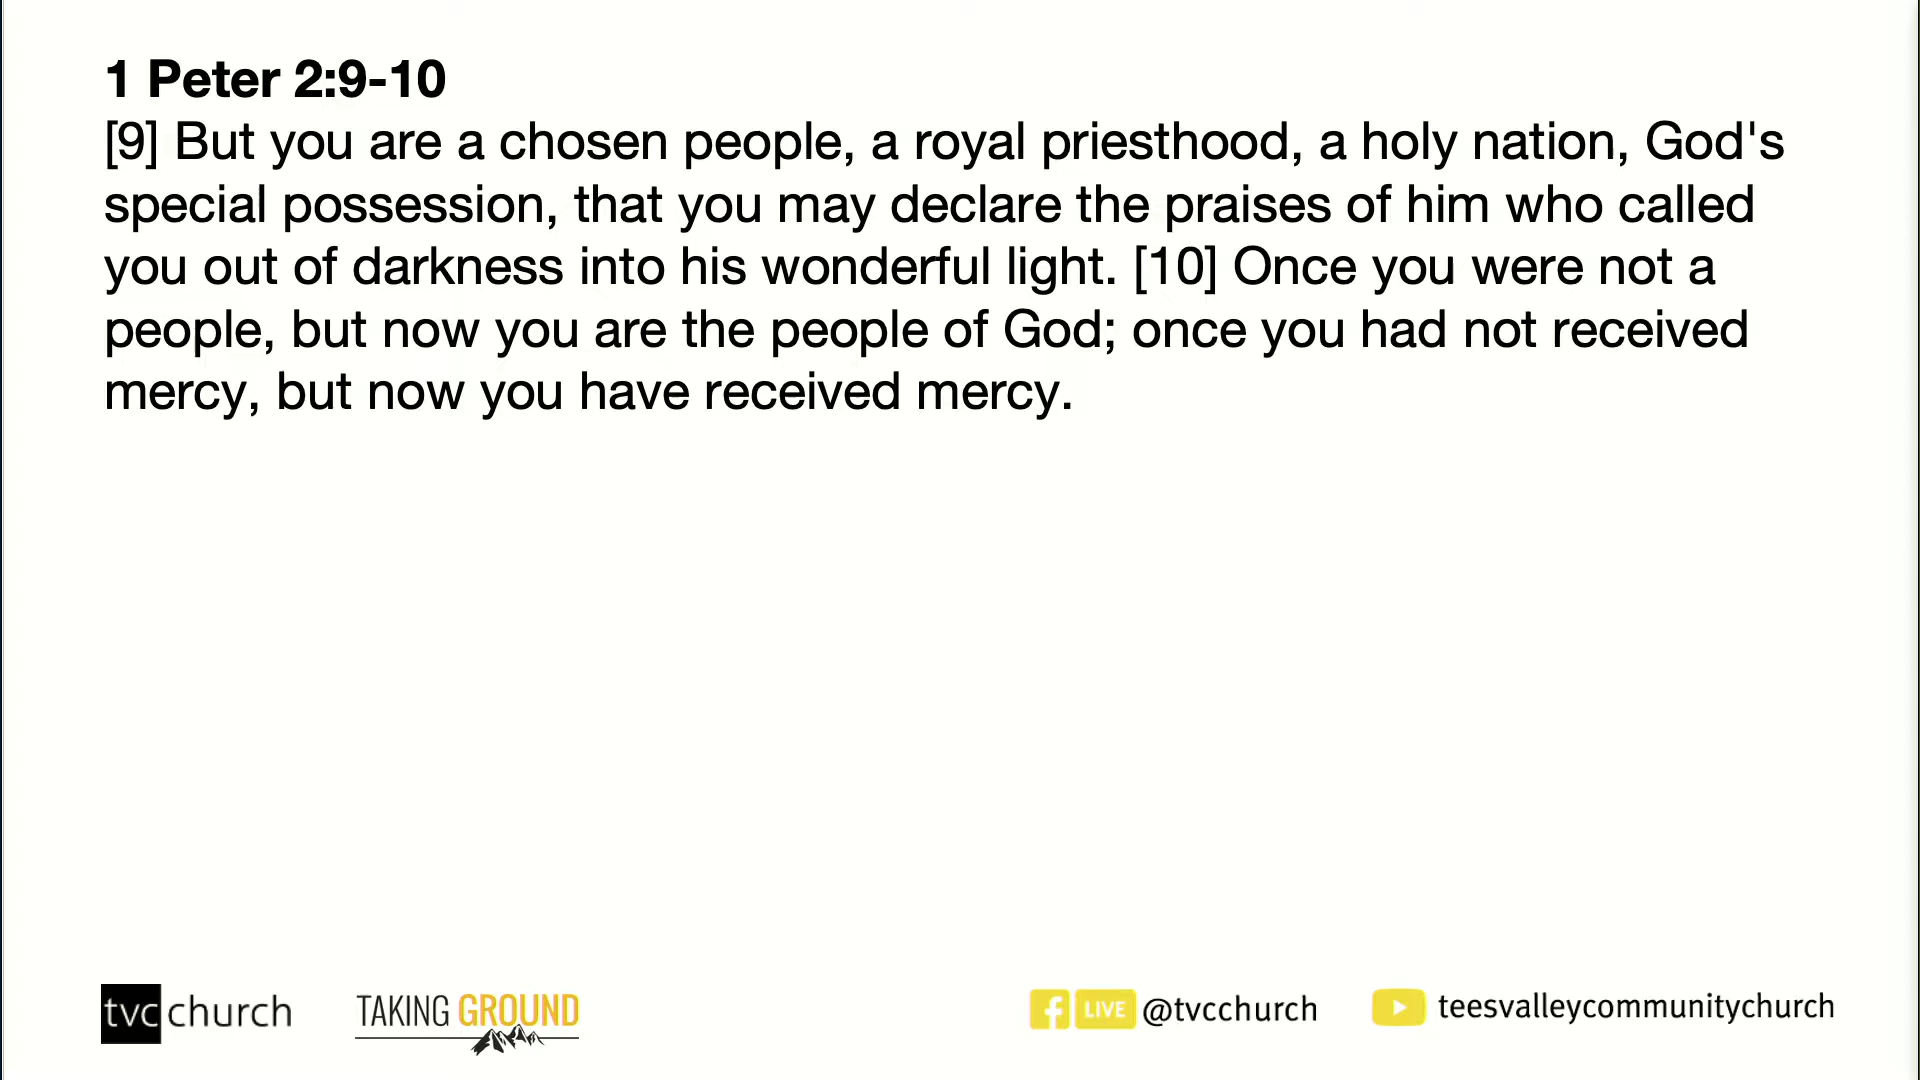 1 Peter 2:9-10
[9] But you are a chosen people, a royal priesthood, a holy nation, God's
special possession, that you may declare the praises of him who called
you out of darkness into his wonderful light. [10] Once you were not a
people, but now you are the people of God; once you had not received
mercy, but now you have received mercy.
tvc church
TAKING GROUND
LIVE @tvcchurch
teesvalleycommunitychurch